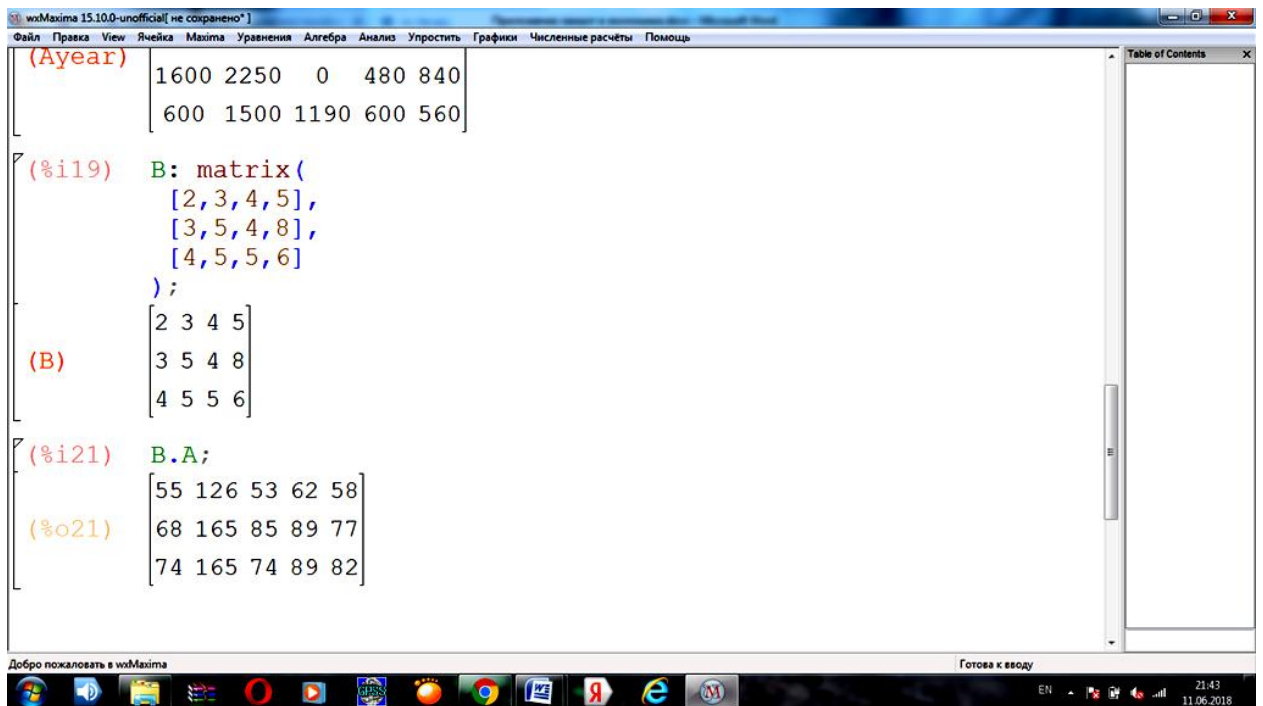 wxMaxima 15.10.0-unofficial[ не сохранено* ]
Файл Правка View Ячейка Maxima Уравнения Алгебра Анализ Упростить Графики Численные расчёты Помощь
Table of Contents x
(Ayear)
1600 2250 0 480 840
600 1500 1190 600 560
(%i19) B: matrix(
[2,3,4,5],
[3,5,4,8],
[4,5,5,6]
);
2 3 4 5
(B) 3 5 4 8
4 5 5 6
(%i21) B.A;
55 126 53 62 58
(%o21) 68 165 85 89 77
74 165 74 89 82
Добро пожаловать в wxMaxima Готова к вводу
GPSS W Я M EN 21:43
11.06.2018